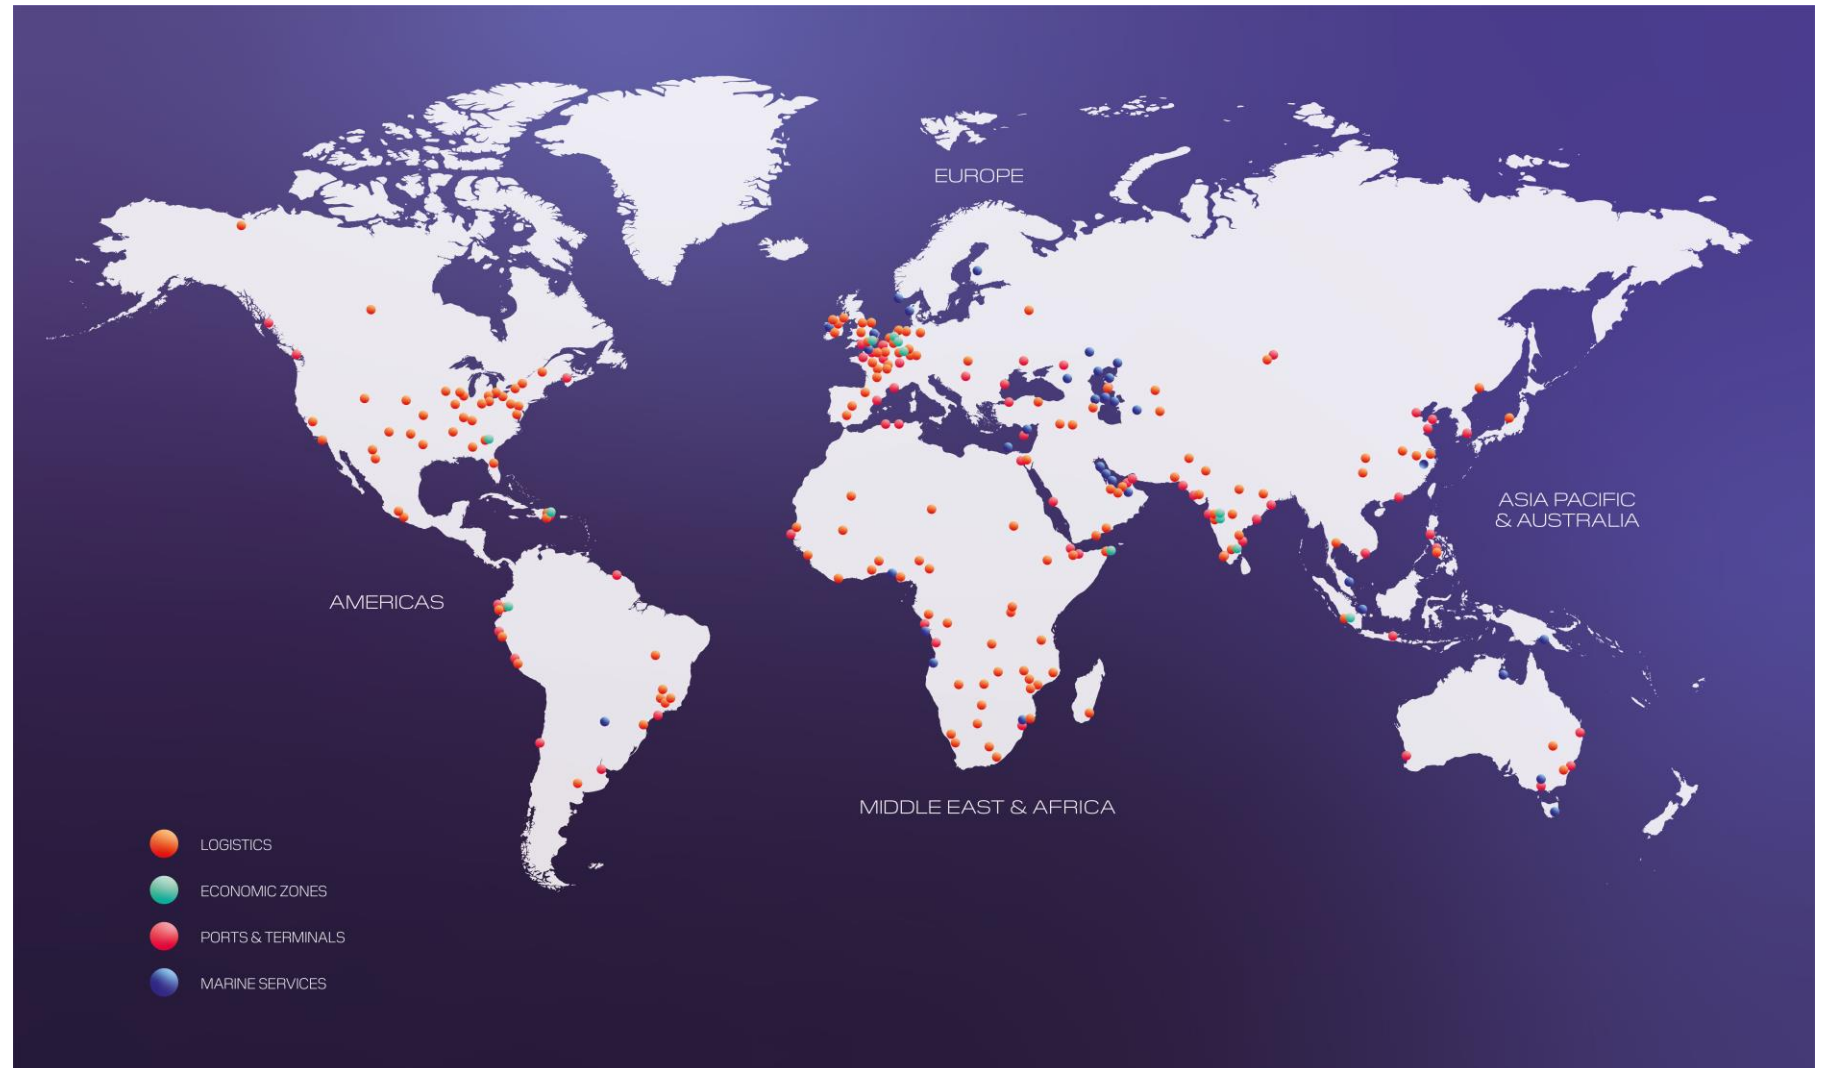 EUROPE
ASIA PACIFIC
& AUSTRALIA
AMERICAS
MIDDLE EAST & AFRICA
LOGISTICS
ECONOMIC ZONES
PORTS & TERMINALS
MARINE SERVICES